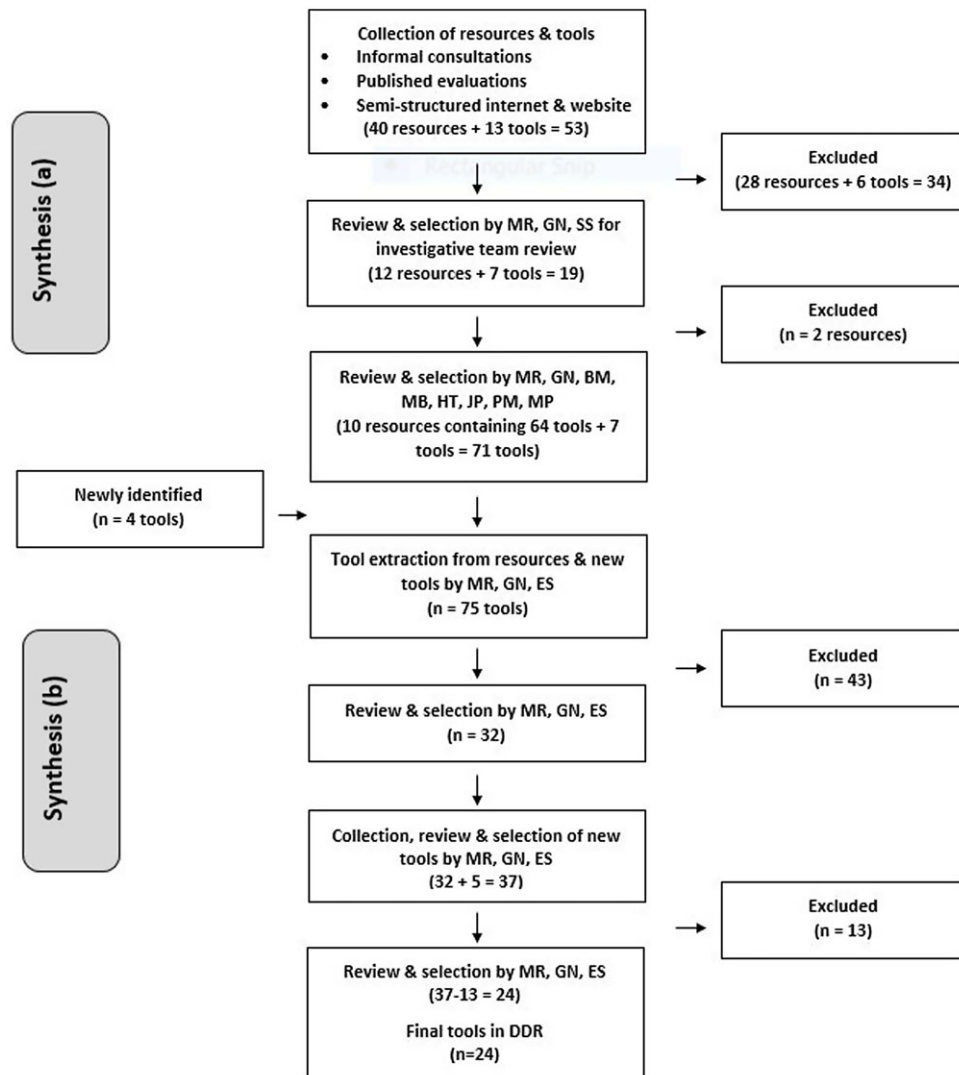 Collection of resources & tools
• Informal consultations
• Published evaluations
• Semi-structured internet & website
(40 resources + 13 tools = 53)
Rectangular Snip
Excluded
(28 resources + 6 tools = 34)
Synthesis (a)
Review & selection by MR, GN, SS for
investigative team review
(12 resources + 7 tools = 19)
Excluded
(n = 2 resources)
Review & selection by MR, GN, BM,
MB, HT, JP, PM, MP
(10 resources containing 64 tools + 7
tools = 71 tools)
Newly identified
(n = 4 tools)
Tool extraction from resources & new
tools by MR, GN, ES
(n = 75 tools)
Synthesis (b)
Excluded
(n = 43)
Review & selection by MR, GN, ES
(n = 32)
Collection, review & selection of new
tools by MR, GN, ES
(32 + 5 = 37)
Excluded
(n = 13)
Review & selection by MR, GN, ES
(37-13 = 24)
Final tools in DDR
(n=24)